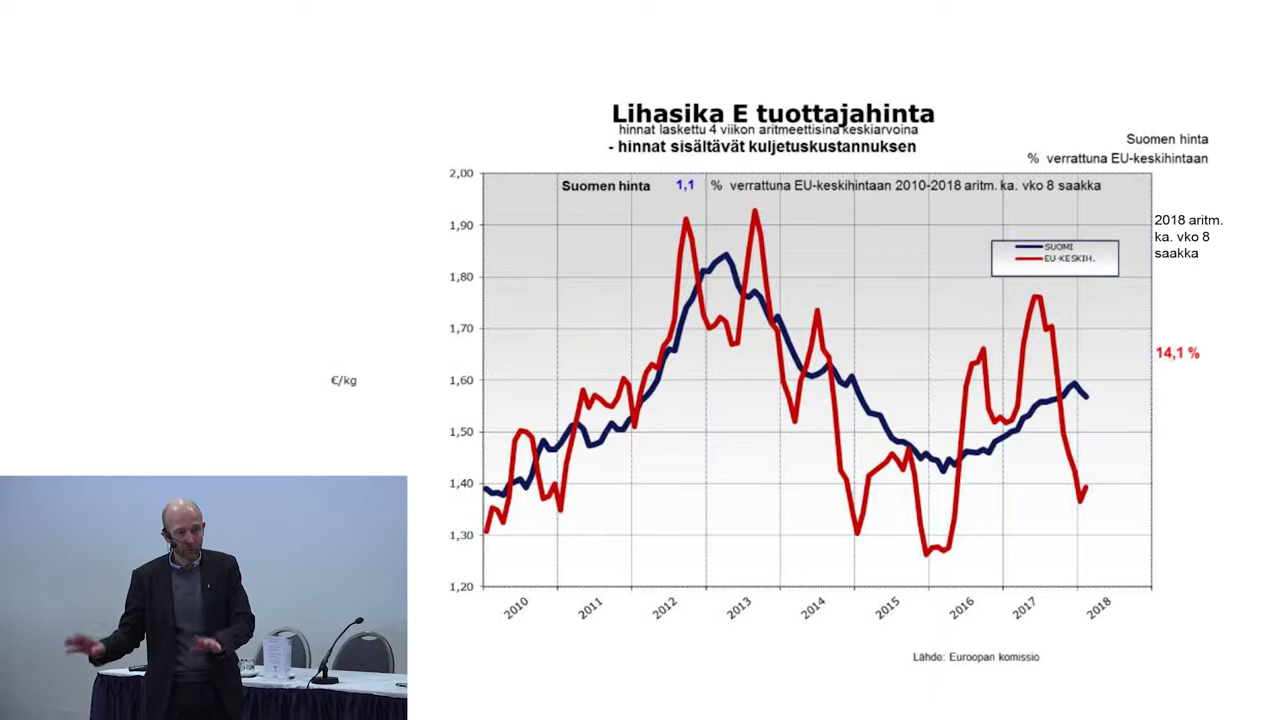 Lihasika E tuottajahinta
hinnat laskettu 4 viikon aritmeettisina keskiarvoina
- hinnat sisältävät kuljetuskustannuksen
Suomen hinta
% verrattuna EU-keskihintaan
Suomen hinta 1,1 % verrattuna EU-keskihintaan 2010-2018 aritm. ka. vko 8 saakka
2018 aritm.
ka. vko 8
saakka
SUOMI
EU-KESKIH.
14,1 %
€/kg
2,00
1,90
1,80
1,70
1,60
1,50
1,40
1,30
1,20
2010
2011
2012
2013
2014
2015
2016
2017
2018
Lähde: Euroopan komissio